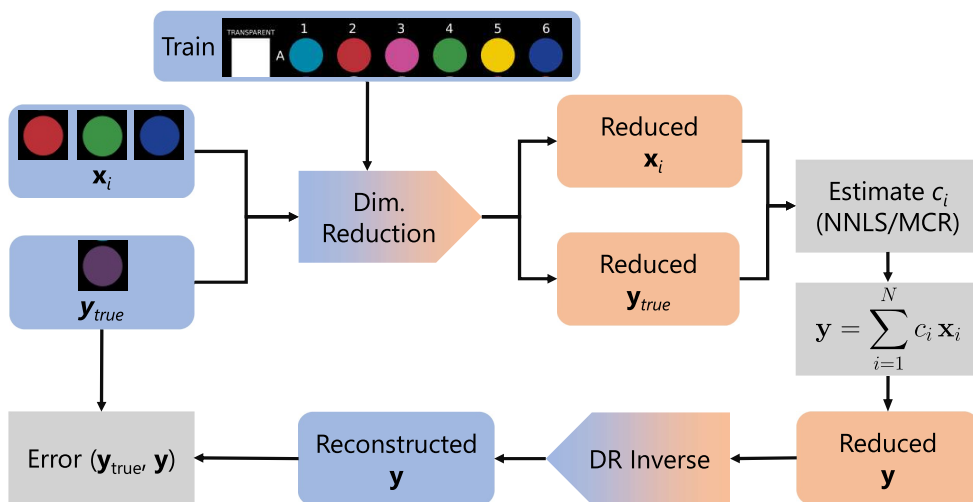 Train
TRANSPARENT
1 2 3 4 5 6
A
x_i
y_true
Dim.
Reduction
Reduced
x_i
Reduced
y_true
Estimate c_i
(NNLS/MCR)
y = ∑_{i=1}^{N} c_i x_i
Reduced
y
DR Inverse
Reconstructed
y
Error (y_true, y)